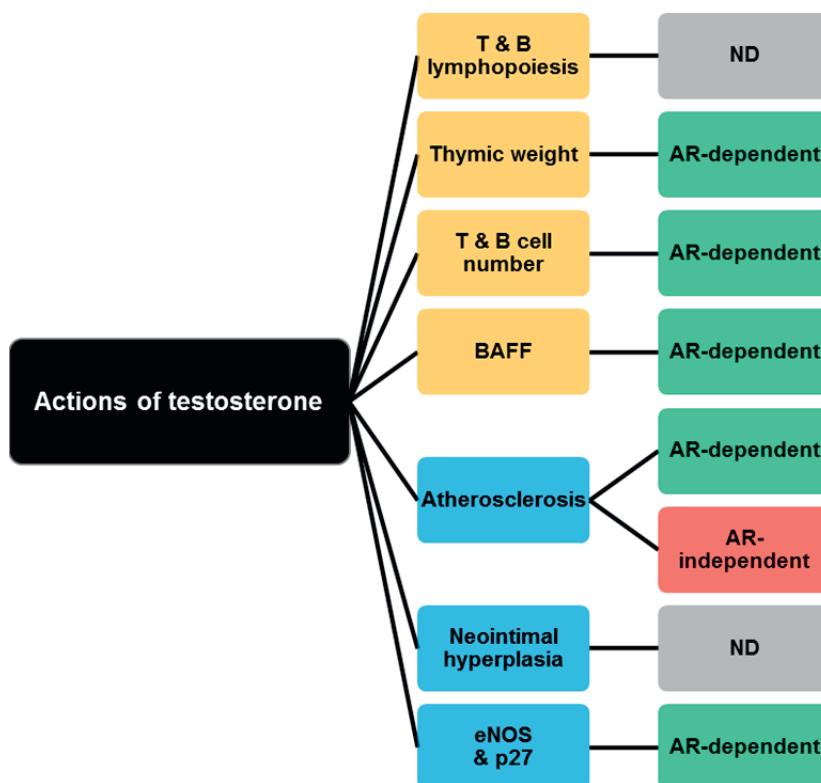 T & B
lymphopoiesis
ND
Thymic weight
AR-dependent
T & B cell
number
AR-dependent
BAFF
AR-dependent
Actions of testosterone
Atherosclerosis
AR-dependent
AR-
independent
Neointimal
hyperplasia
ND
eNOS
& p27
AR-dependent